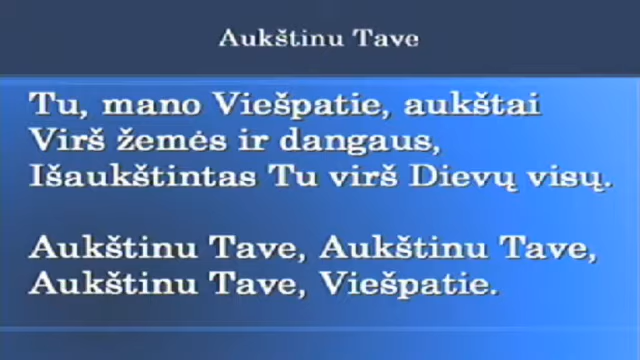 Aukštinu Tave
Tu, mano Viešpatie, aukštai
Virš žemės ir dangaus,
Išaukštintas Tu virš Dievų visų.
Aukštinu Tave, Aukštinu Tave,
Aukštinu Tave, Viešpatie.